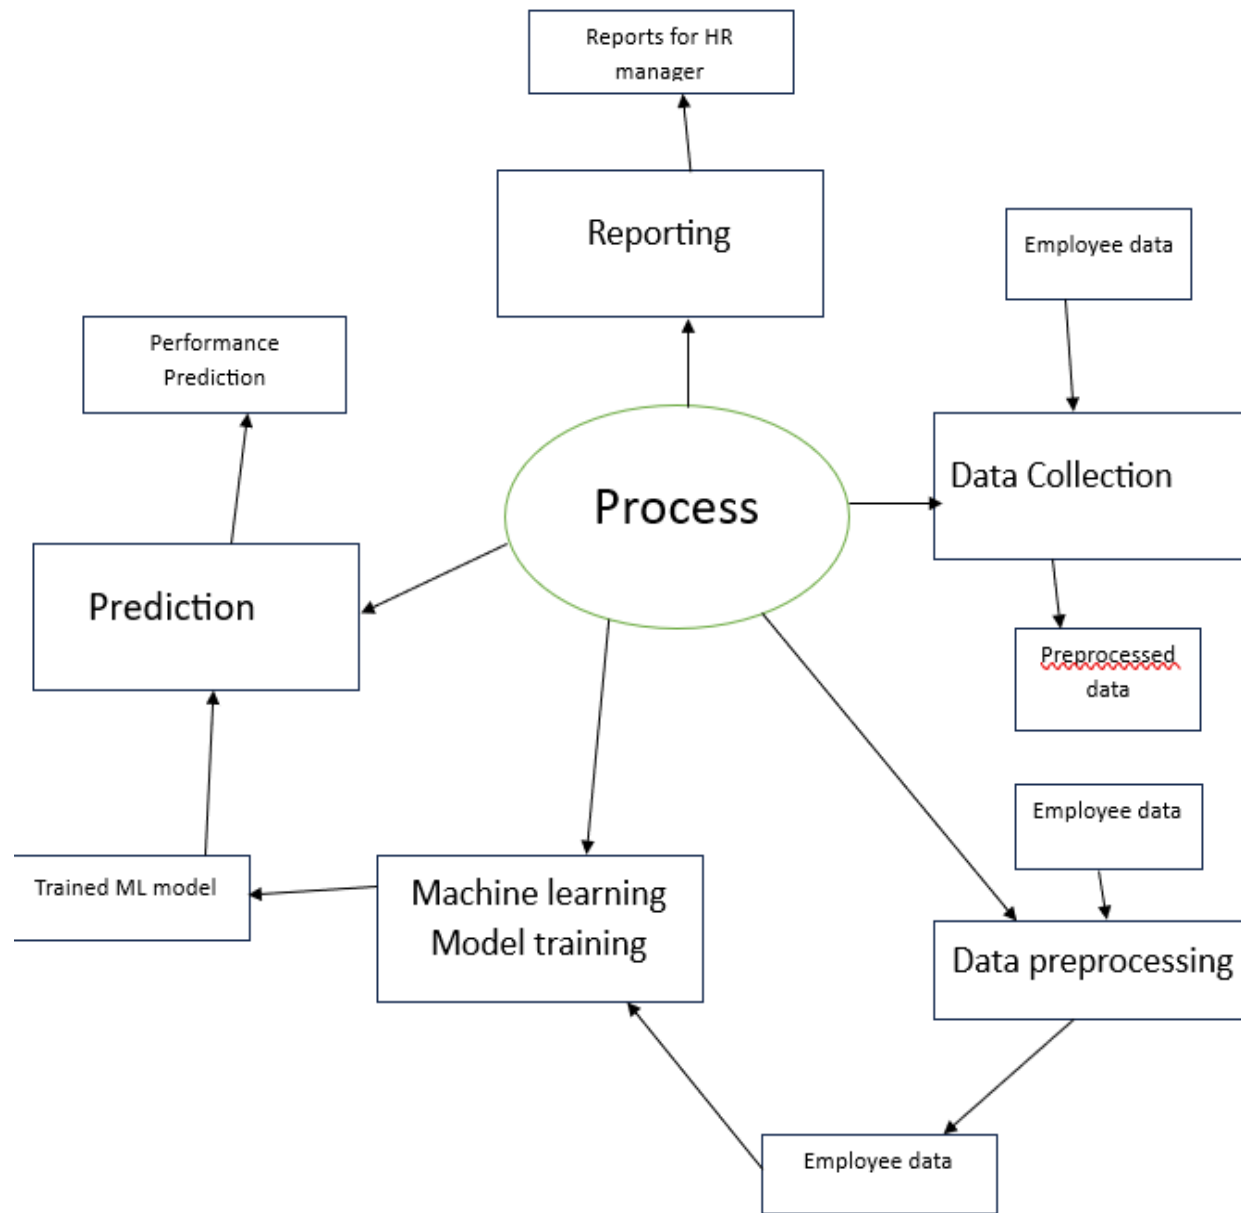 Reports for HR
manager
Reporting
Employee data
Performance
Prediction
Data Collection
Process
Prediction
Preprocessed
data
Employee data
Trained ML model
Machine learning
Model training
Data preprocessing
Employee data